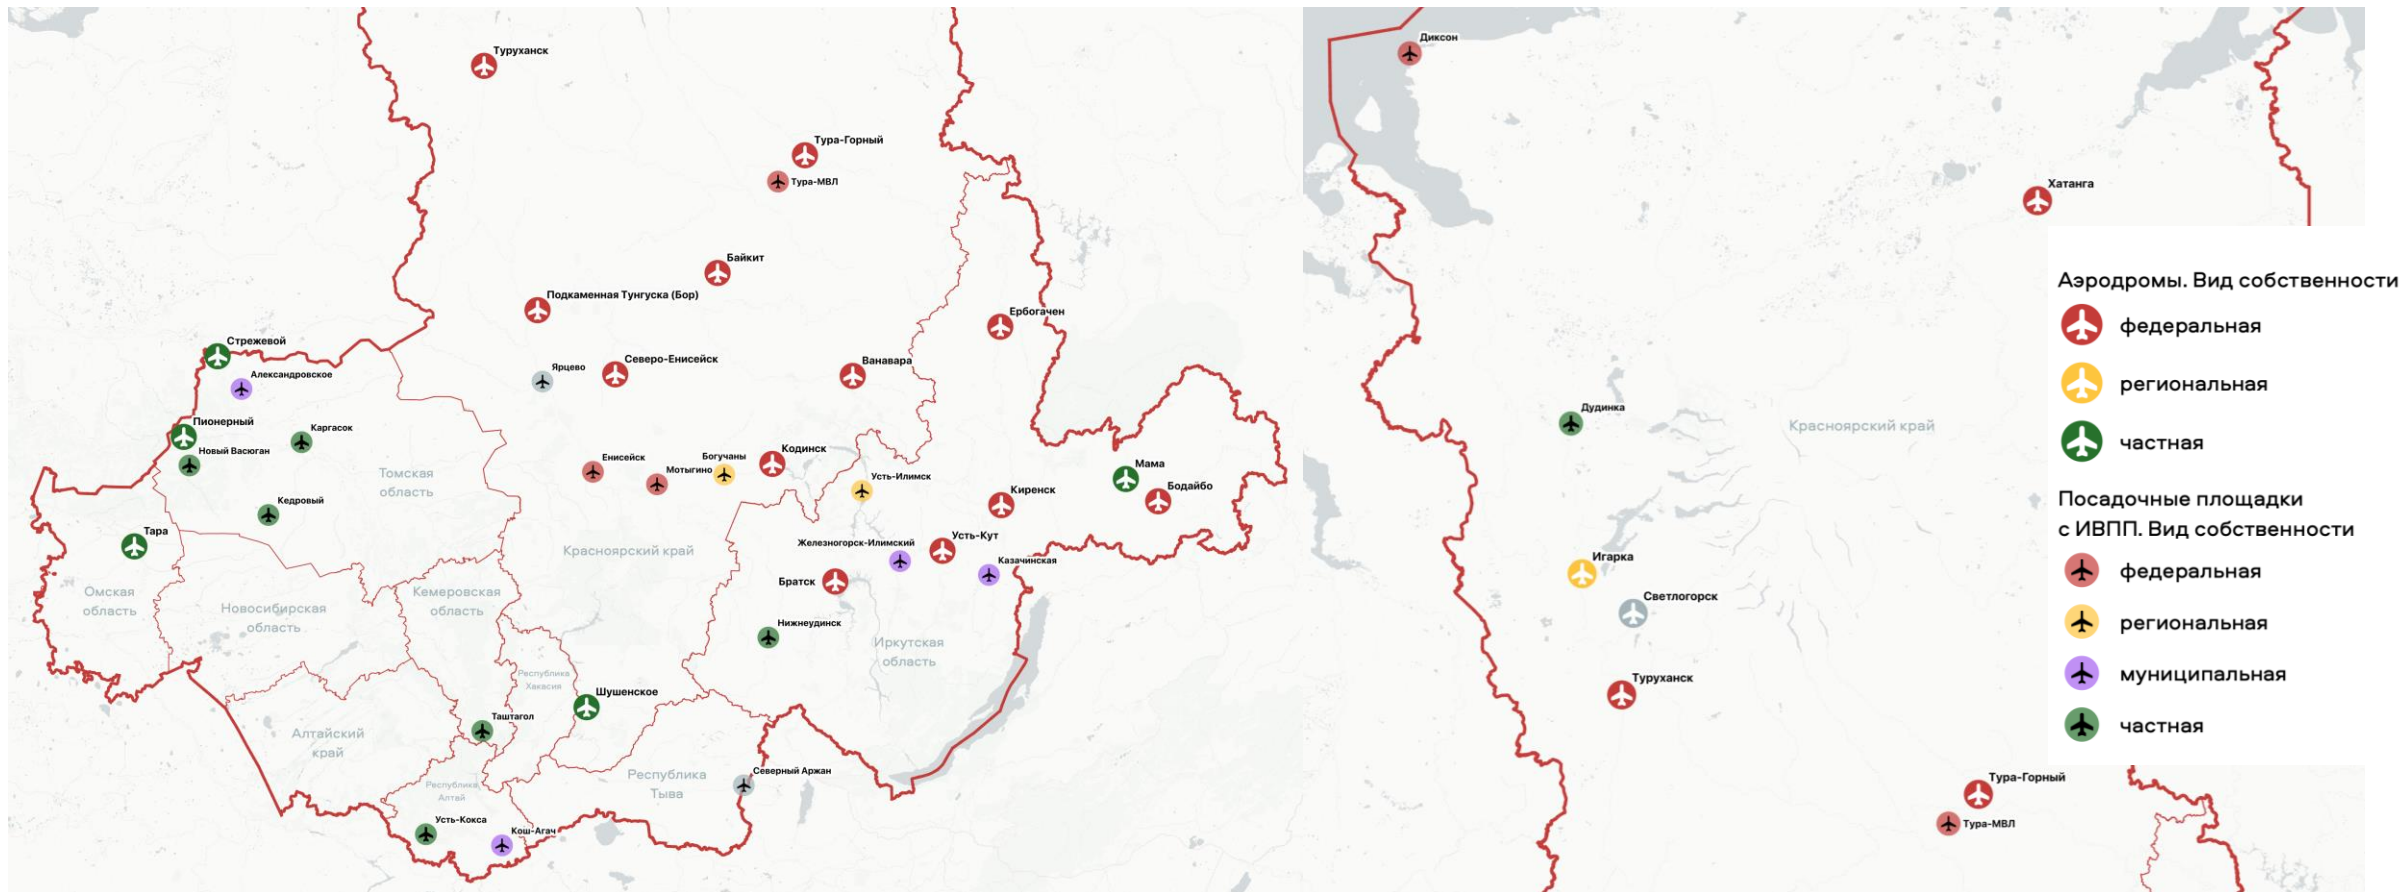 Туруханск
Тура-Горный
Тура-МВЛ
Байкит
Подкаменная Тунгуска (Бор)
Ербогачен
Стрежевой
Александровское
Ярцево
Северо-Енисейск
Ванавара
Пионерный
Новый Васюган
Каргасок
Томская
область
Кедровый
Енисейск
Мотыгино
Богучаны
Кодинск
Усть-Илимск
Киренск
Мама
Бодайбо
Тара
Омская
область
Новосибирская
область
Кемеровская
область
Красноярский край
Железногорск-Илимский
Усть-Кут
Казачинская
Братск
Нижнеудинск
Иркутская
область
Республика
Хакасия
Шушенское
Таштагол
Алтайский
край
Республика
Алтай
Республика
Тыва
Северный Аржан
Усть-Кокса
Кош-Агач
Диксон
Хатанга
Дудинка
Красноярский край
Игарка
Светлогорск
Туруханск
Тура-Горный
Тура-МВЛ
Аэродромы. Вид собственности
федеральная
региональная
частная
Посадочные площадки
с ИВПП. Вид собственности
федеральная
региональная
муниципальная
частная